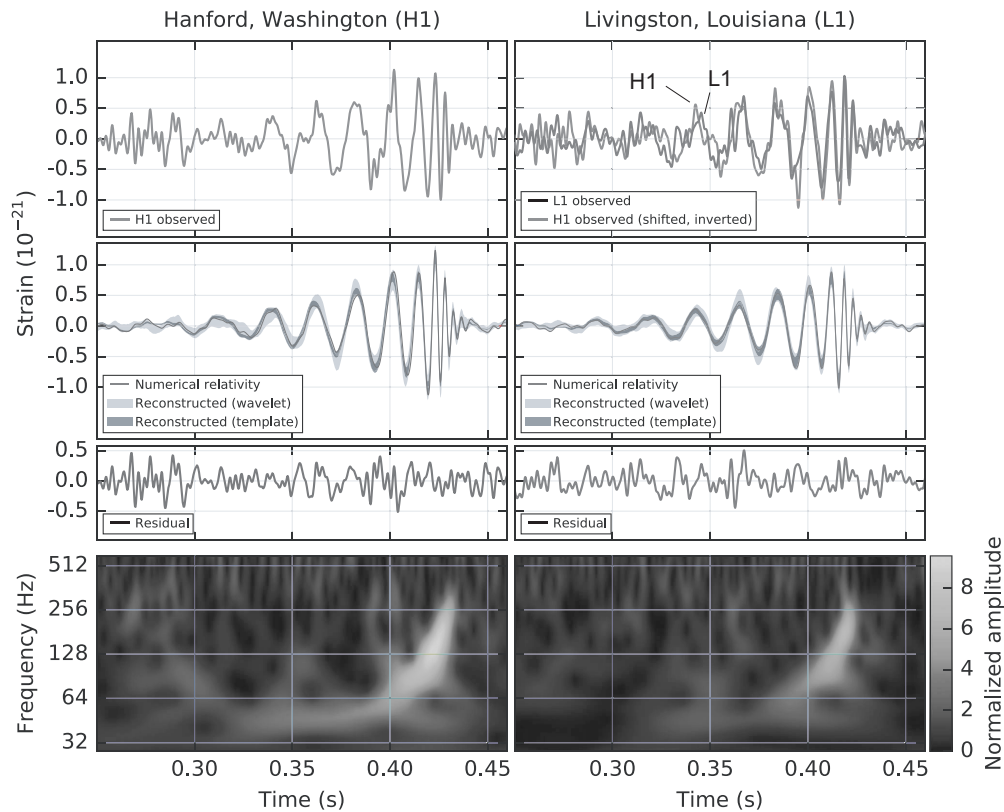 Hanford, Washington (H1)
Livingston, Louisiana (L1)
1.0
0.5
0.0
-0.5
-1.0
H1 observed
H1
L1
L1 observed
H1 observed (shifted, inverted)
Strain (10⁻²¹)
1.0
0.5
0.0
-0.5
-1.0
Numerical relativity
Reconstructed (wavelet)
Reconstructed (template)
Numerical relativity
Reconstructed (wavelet)
Reconstructed (template)
0.5
0.0
-0.5
Residual
Residual
Frequency (Hz)
512
256
128
64
32
Normalized amplitude
8
6
4
2
0
0.30 0.35 0.40 0.45
0.30 0.35 0.40 0.45
Time (s)
Time (s)